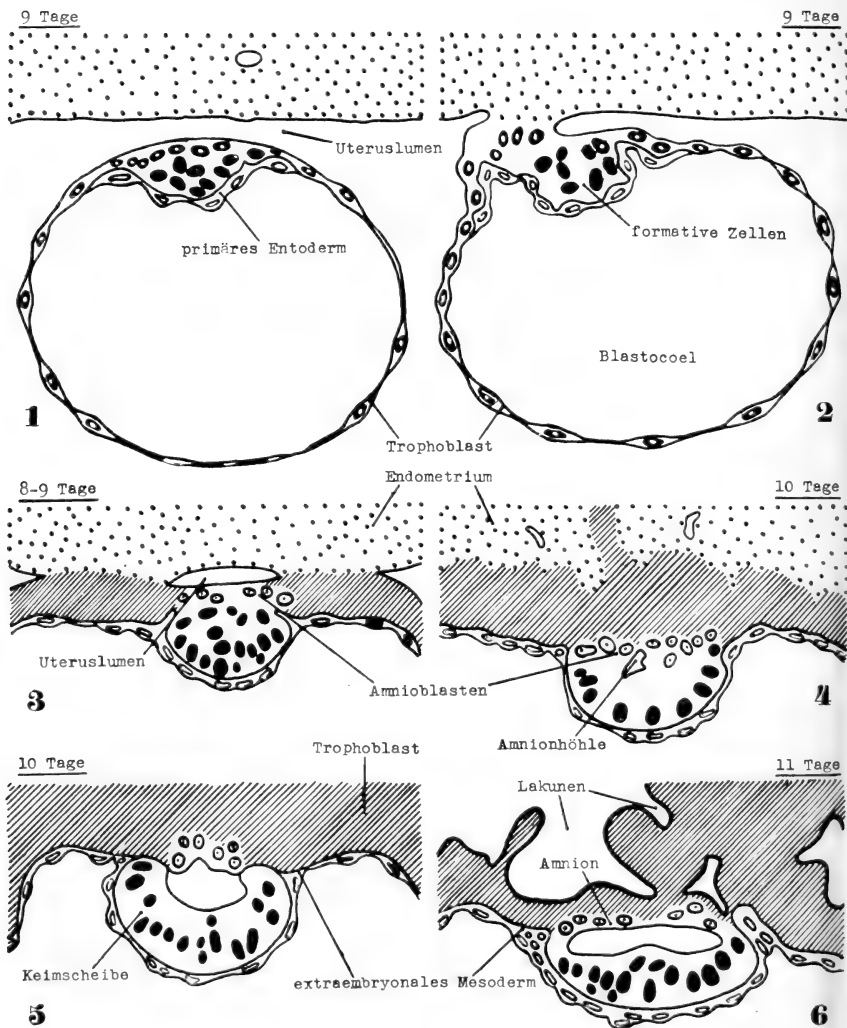 9 Tage
9 Tage
Uteruslumen
primäres Entoderm
formative Zellen
Blastocoel
1
2
Trophoblast
Endometrium
8-9 Tage
10 Tage
Uteruslumen
Amnioblasten
3
4
Amnionhöhle
10 Tage
Trophoblast
11 Tage
Lakunen
Amnion
Keimscheibe
extraembryonales Mesoderm
5
6